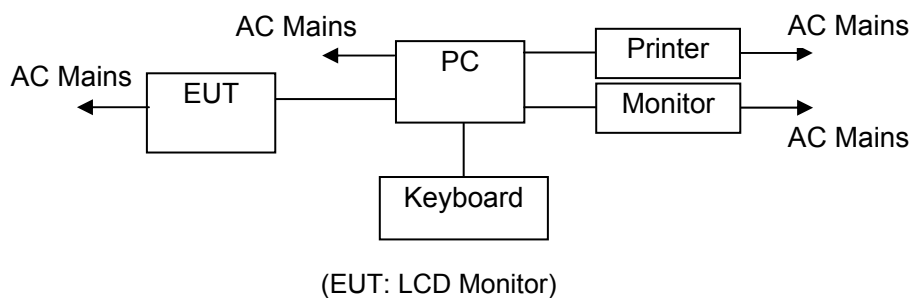 AC Mains
AC Mains
AC Mains
EUT
PC
Printer
Monitor
AC Mains
Keyboard
(EUT: LCD Monitor)